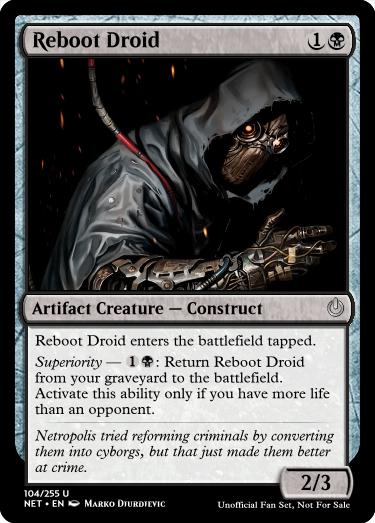 Reboot Droid 1
Artifact Creature — Construct
Reboot Droid enters the battlefield tapped.
Superiority — 1: Return Reboot Droid
from your graveyard to the battlefield.
Activate this ability only if you have more life
than an opponent.
Netropolis tried reforming criminals by converting
them into cyborgs, but that just made them better
at crime.
2/3
104/255 U
NET • EN Marko Djurdjevic
Unofficial Fan Set, Not For Sale